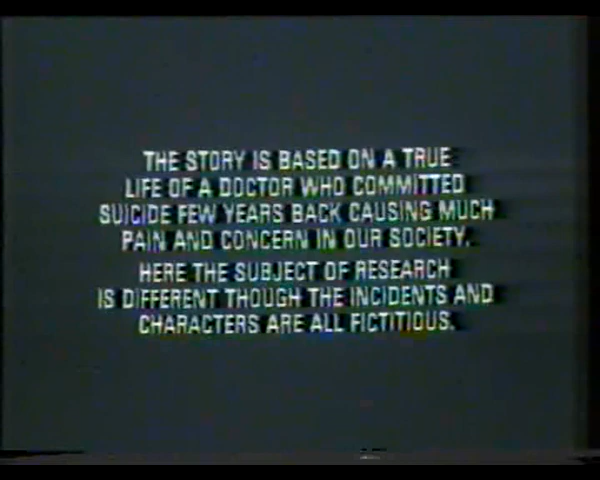 THE STORY IS BASED ON A TRUE
LIFE OF A DOCTOR WHO COMMITTED
SUICIDE FEW YEARS BACK CAUSING MUCH
PAIN AND CONCERN IN OUR SOCIETY.
HERE THE SUBJECT OF RESEARCH
IS DIFFERENT THOUGH THE INCIDENTS AND
CHARACTERS ARE ALL FICTITIOUS.